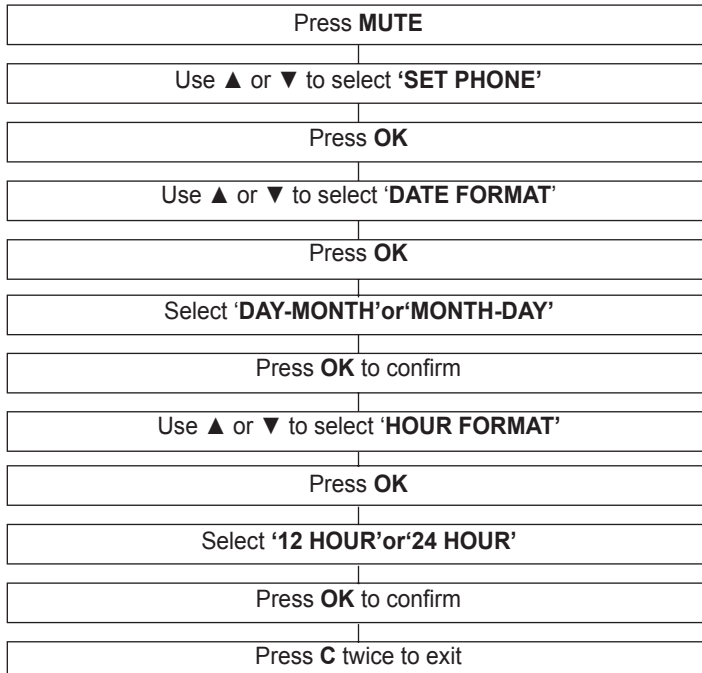 Press MUTE
Use ▲ or ▼ to select ‘SET PHONE’
Press OK
Use ▲ or ▼ to select ‘DATE FORMAT’
Press OK
Select ‘DAY-MONTH’or‘MONTH-DAY’
Press OK to confirm
Use ▲ or ▼ to select ‘HOUR FORMAT’
Press OK
Select ‘12 HOUR’or‘24 HOUR’
Press OK to confirm
Press C twice to exit